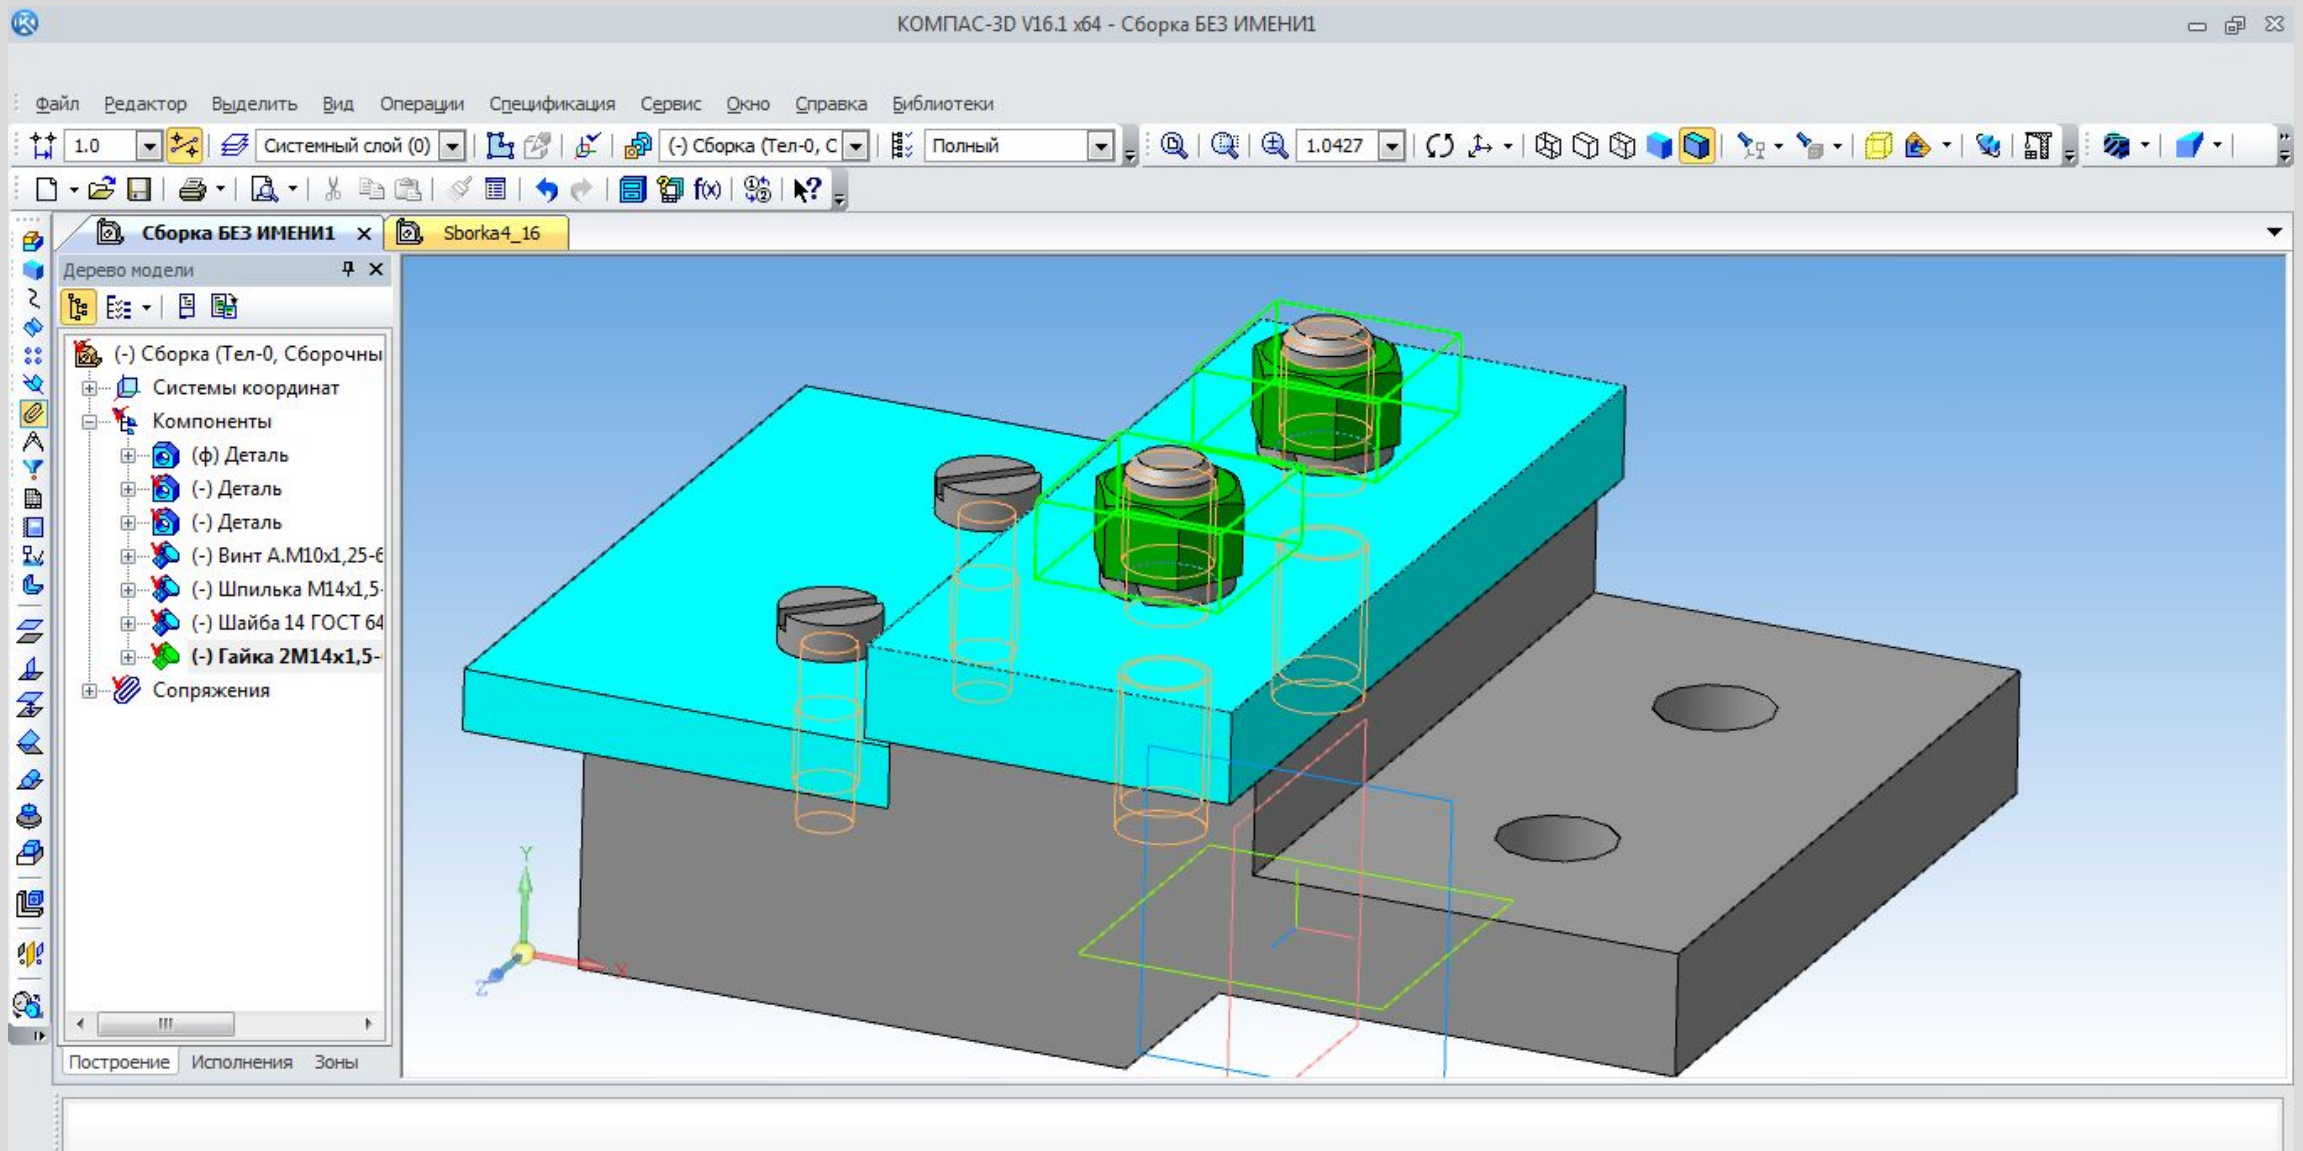 КОМПАС-3D V16.1 x64 - Сборка БЕЗ ИМЕНИ1
Файл Редактор Выделить Вид Операции Спецификация Сервис Окно Справка Библиотеки
1.0 Системный слой (0) (-) Сборка (Тел-0, С Полный 1.0427
f(x)
Сборка БЕЗ ИМЕНИ1 Sborka4_16
Дерево модели
(-) Сборка (Тел-0, Сборочны
Системы координат
Компоненты
(ф) Деталь
(-) Деталь
(-) Деталь
(-) Винт А.М10х1,25-6
(-) Шпилька М14х1,5-
(-) Шайба 14 ГОСТ 64
(-) Гайка 2М14х1,5-
Сопряжения
Y
X
Z
Построение Исполнения Зоны